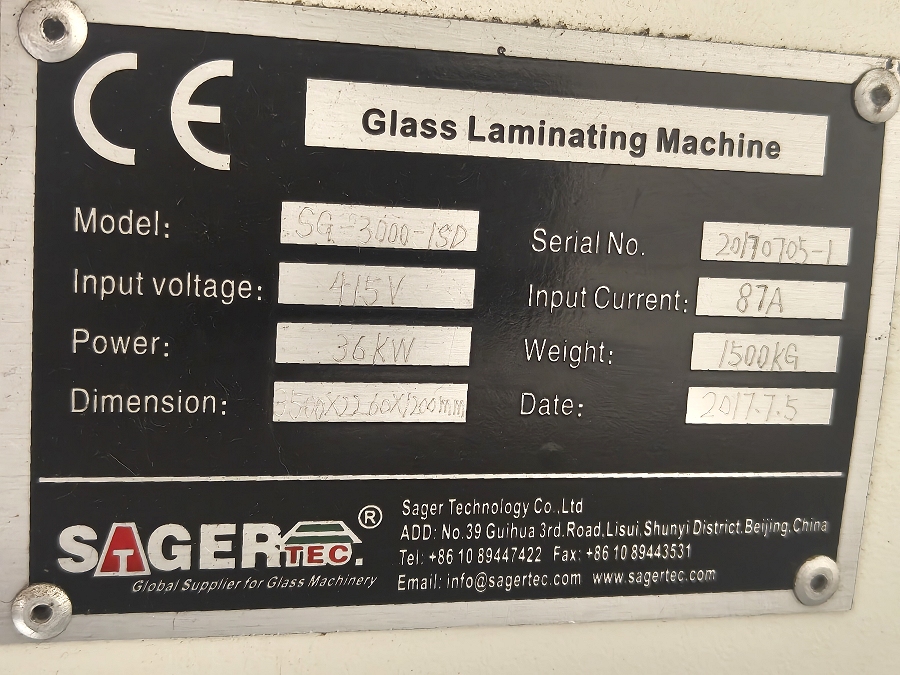 CE
Glass Laminating Machine
Model: SG-3000-1SD
Serial No. 20170705-1
Input voltage: 415V
Input Current: 87A
Power: 36KW
Weight: 1500KG
Dimension:
Date: 2017.7.5
SAGERTEC. ®
Global Supplier for Glass Machinery
Sager Technology Co.,Ltd
ADD: No.39 Guihua 3rd.Road,Lisui,Shunyi District,Beijing,China
Tel: +86 10 89447422 Fax: +86 10 89443531
Email: info@sagertec.com www.sagertec.com